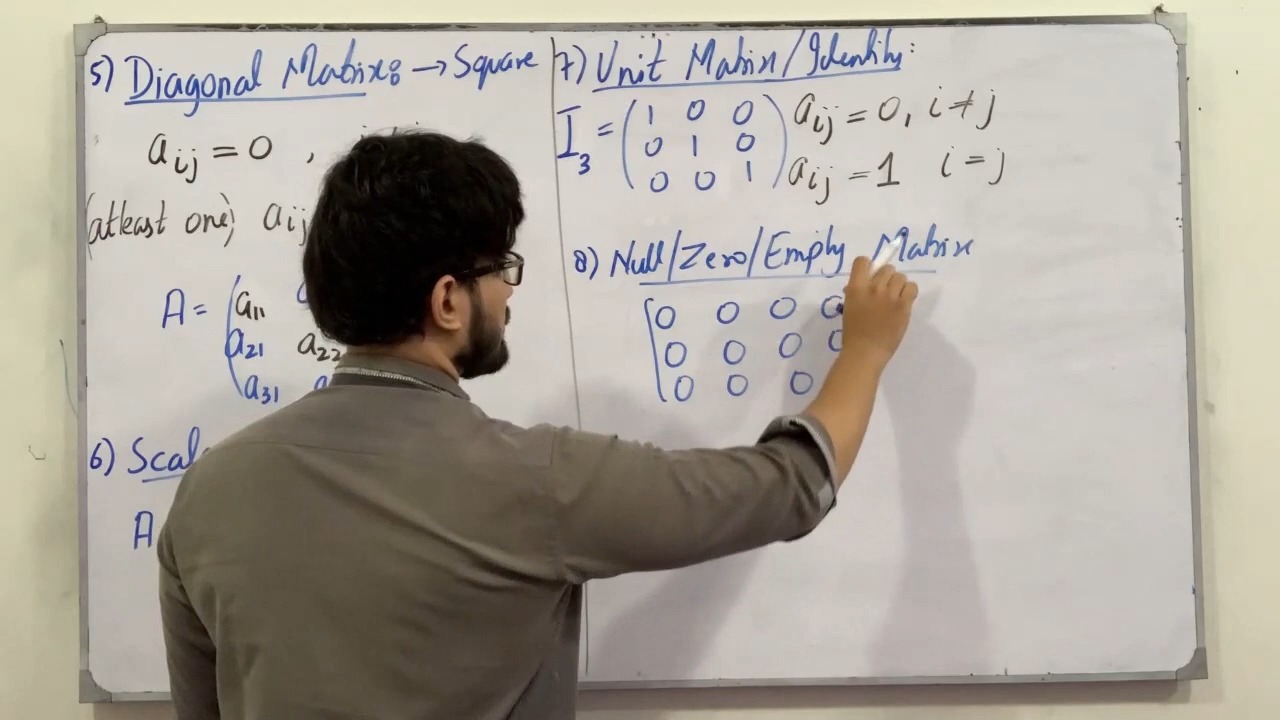 5) Diagonal Matrix: → Square
aij = 0 ,
(atleast one), aij
A = (a11
a21 a22
a31
6) Scal
A
7) Unit Matrix/Identity:
I3 = (1 0 0
0 1 0
0 0 1)
aij = 0, i ≠ j
aij = 1 i = j
8) Null/Zero/Empty Matrix
[0 0 0 0
0 0 0 0
0 0 0